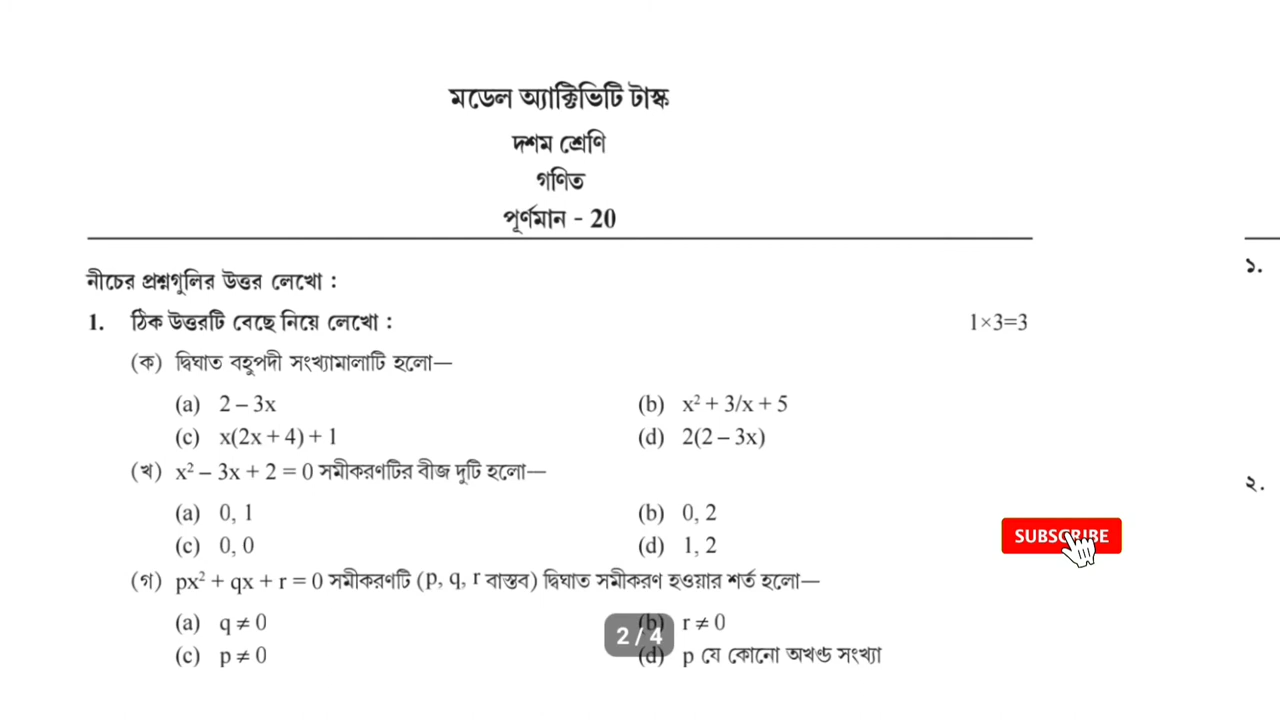 মডেল অ্যাক্টিভিটি টাস্ক
দশম শ্রেণি
গণিত
পূর্ণমান - 20
নীচের প্রশ্নগুলির উত্তর লেখো :
1. ঠিক উত্তরটি বেছে নিয়ে লেখো : 1×3=3
(ক) দ্বিঘাত বহুপদী সংখ্যামালাটি হলো—
(a) 2 – 3x (b) x² + 3/x + 5
(c) x(2x + 4) + 1 (d) 2(2 – 3x)
(খ) x² – 3x + 2 = 0 সমীকরণটির বীজ দুটি হলো—
(a) 0, 1 (b) 0, 2
(c) 0, 0 (d) 1, 2
(গ) px² + qx + r = 0 সমীকরণটি (p, q, r বাস্তব) দ্বিঘাত সমীকরণ হওয়ার শর্ত হলো—
(a) q ≠ 0 (b) r ≠ 0
(c) p ≠ 0 (d) p যে কোনো অখণ্ড সংখ্যা
2 / 4
১.
২.
SUBSCRIBE